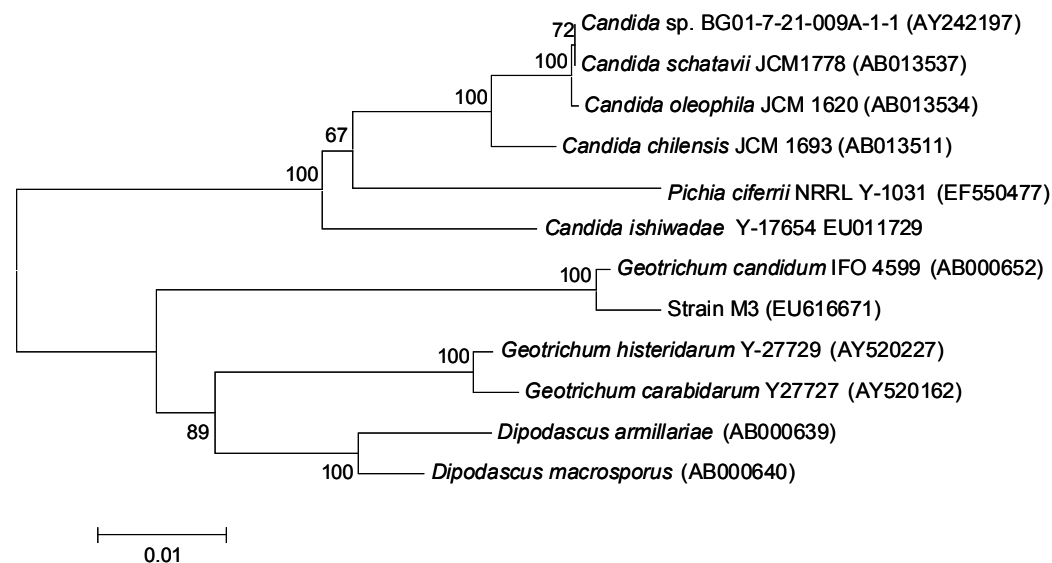 72
Candida sp. BG01-7-21-009A-1-1 (AY242197)
100
Candida schatavii JCM1778 (AB013537)
100
Candida oleophila JCM 1620 (AB013534)
67
Candida chilensis JCM 1693 (AB013511)
100
Pichia ciferrii NRRL Y-1031 (EF550477)
Candida ishiwadae Y-17654 EU011729
100
Geotrichum candidum IFO 4599 (AB000652)
Strain M3 (EU616671)
100
Geotrichum histeridarum Y-27729 (AY520227)
Geotrichum carabidarum Y27727 (AY520162)
89
Dipodascus armillariae (AB000639)
100
Dipodascus macrosporus (AB000640)
0.01